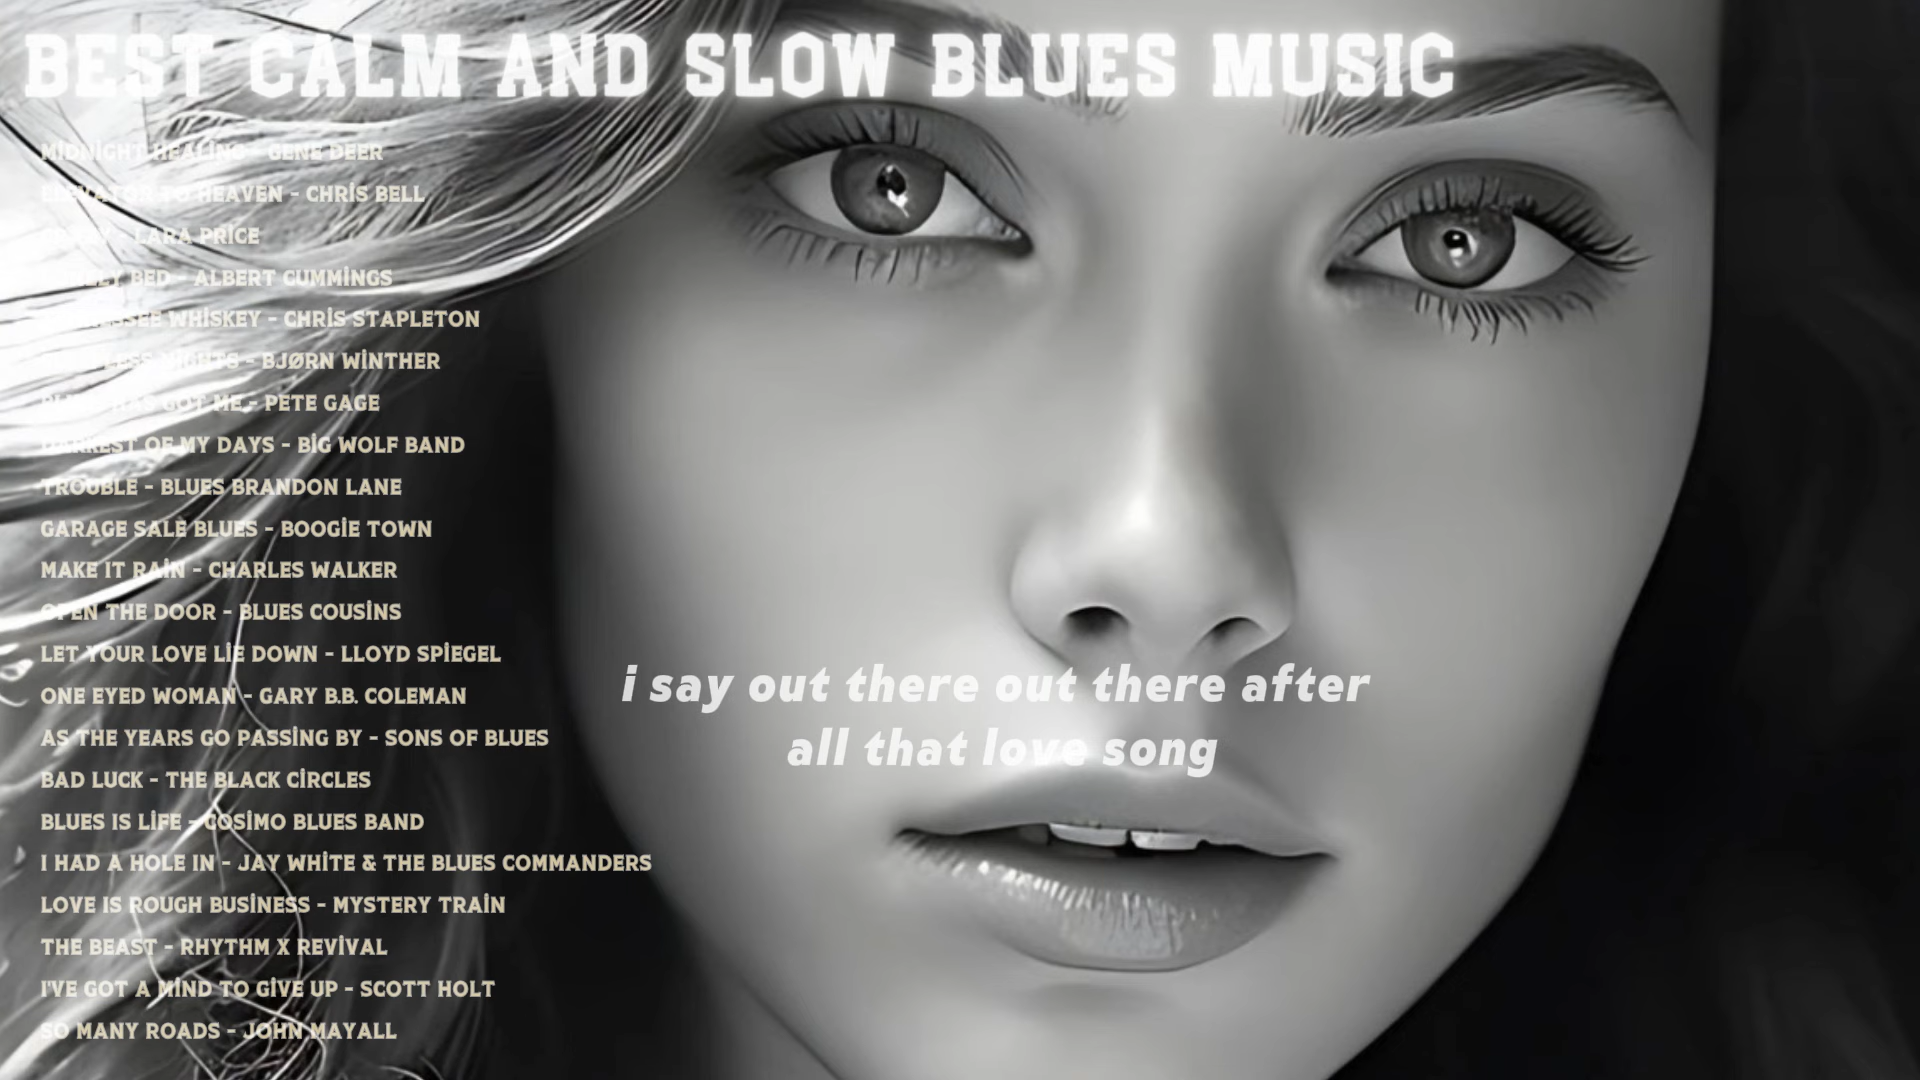 BEST CALM AND SLOW BLUES MUSIC
MIDNIGHT HEALING - GENE DEER
ELEVATOR TO HEAVEN - CHRIS BELL
- LARA PRICE
BED - ALBERT CUMMINGS
WHISKEY - CHRIS STAPLETON
NIGHTS - BJØRN WINTHER
HAS GOT ME - PETE GAGE
DARKEST OF MY DAYS - BIG WOLF BAND
TROUBLE - BLUES BRANDON LANE
GARAGE SALE BLUES - BOOGIE TOWN
MAKE IT RAIN - CHARLES WALKER
OPEN THE DOOR - BLUES COUSINS
LET YOUR LOVE LIE DOWN - LLOYD SPIEGEL
ONE EYED WOMAN - GARY B.B. COLEMAN
AS THE YEARS GO PASSING BY - SONS OF BLUES
BAD LUCK - THE BLACK CIRCLES
BLUES IS LIFE - COSIMO BLUES BAND
I HAD A HOLE IN - JAY WHITE & THE BLUES COMMANDERS
LOVE IS ROUGH BUSINESS - MYSTERY TRAIN
THE BEAST - RHYTHM X REVIVAL
I'VE GOT A MIND TO GIVE UP - SCOTT HOLT
SO MANY ROADS - JOHN MAYALL
i say out there out there after
all that love song